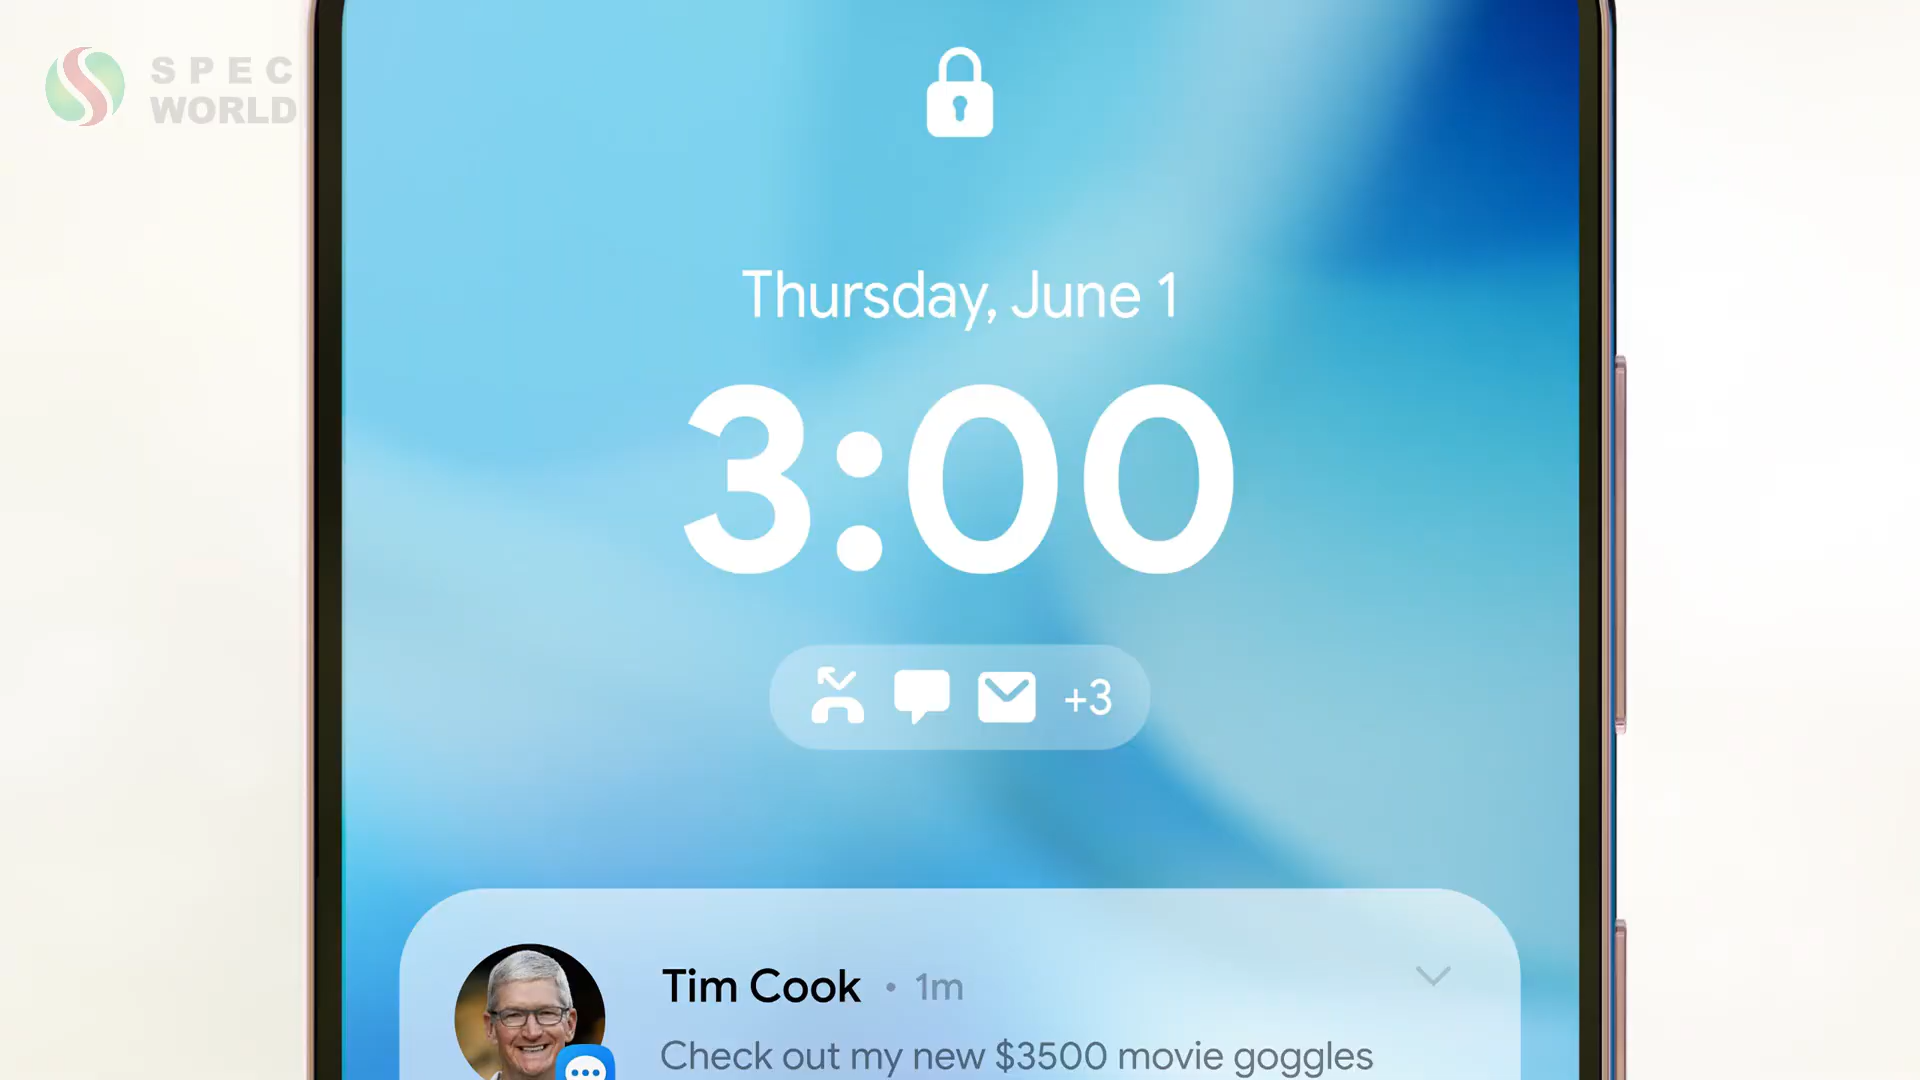 SPEC
WORLD
Thursday, June 1
3:00
+3
Tim Cook • 1m
Check out my new $3500 movie goggles